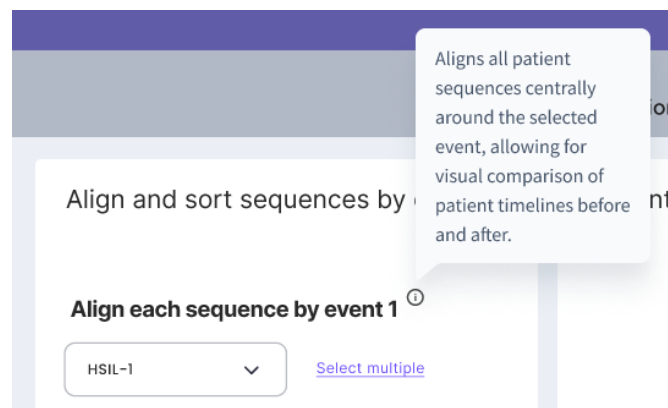 Aligns all patient
sequences centrally
around the selected
event, allowing for
visual comparison of
patient timelines before
and after.
Align and sort sequences by
Align each sequence by event 1
HSIL-1
Select multiple